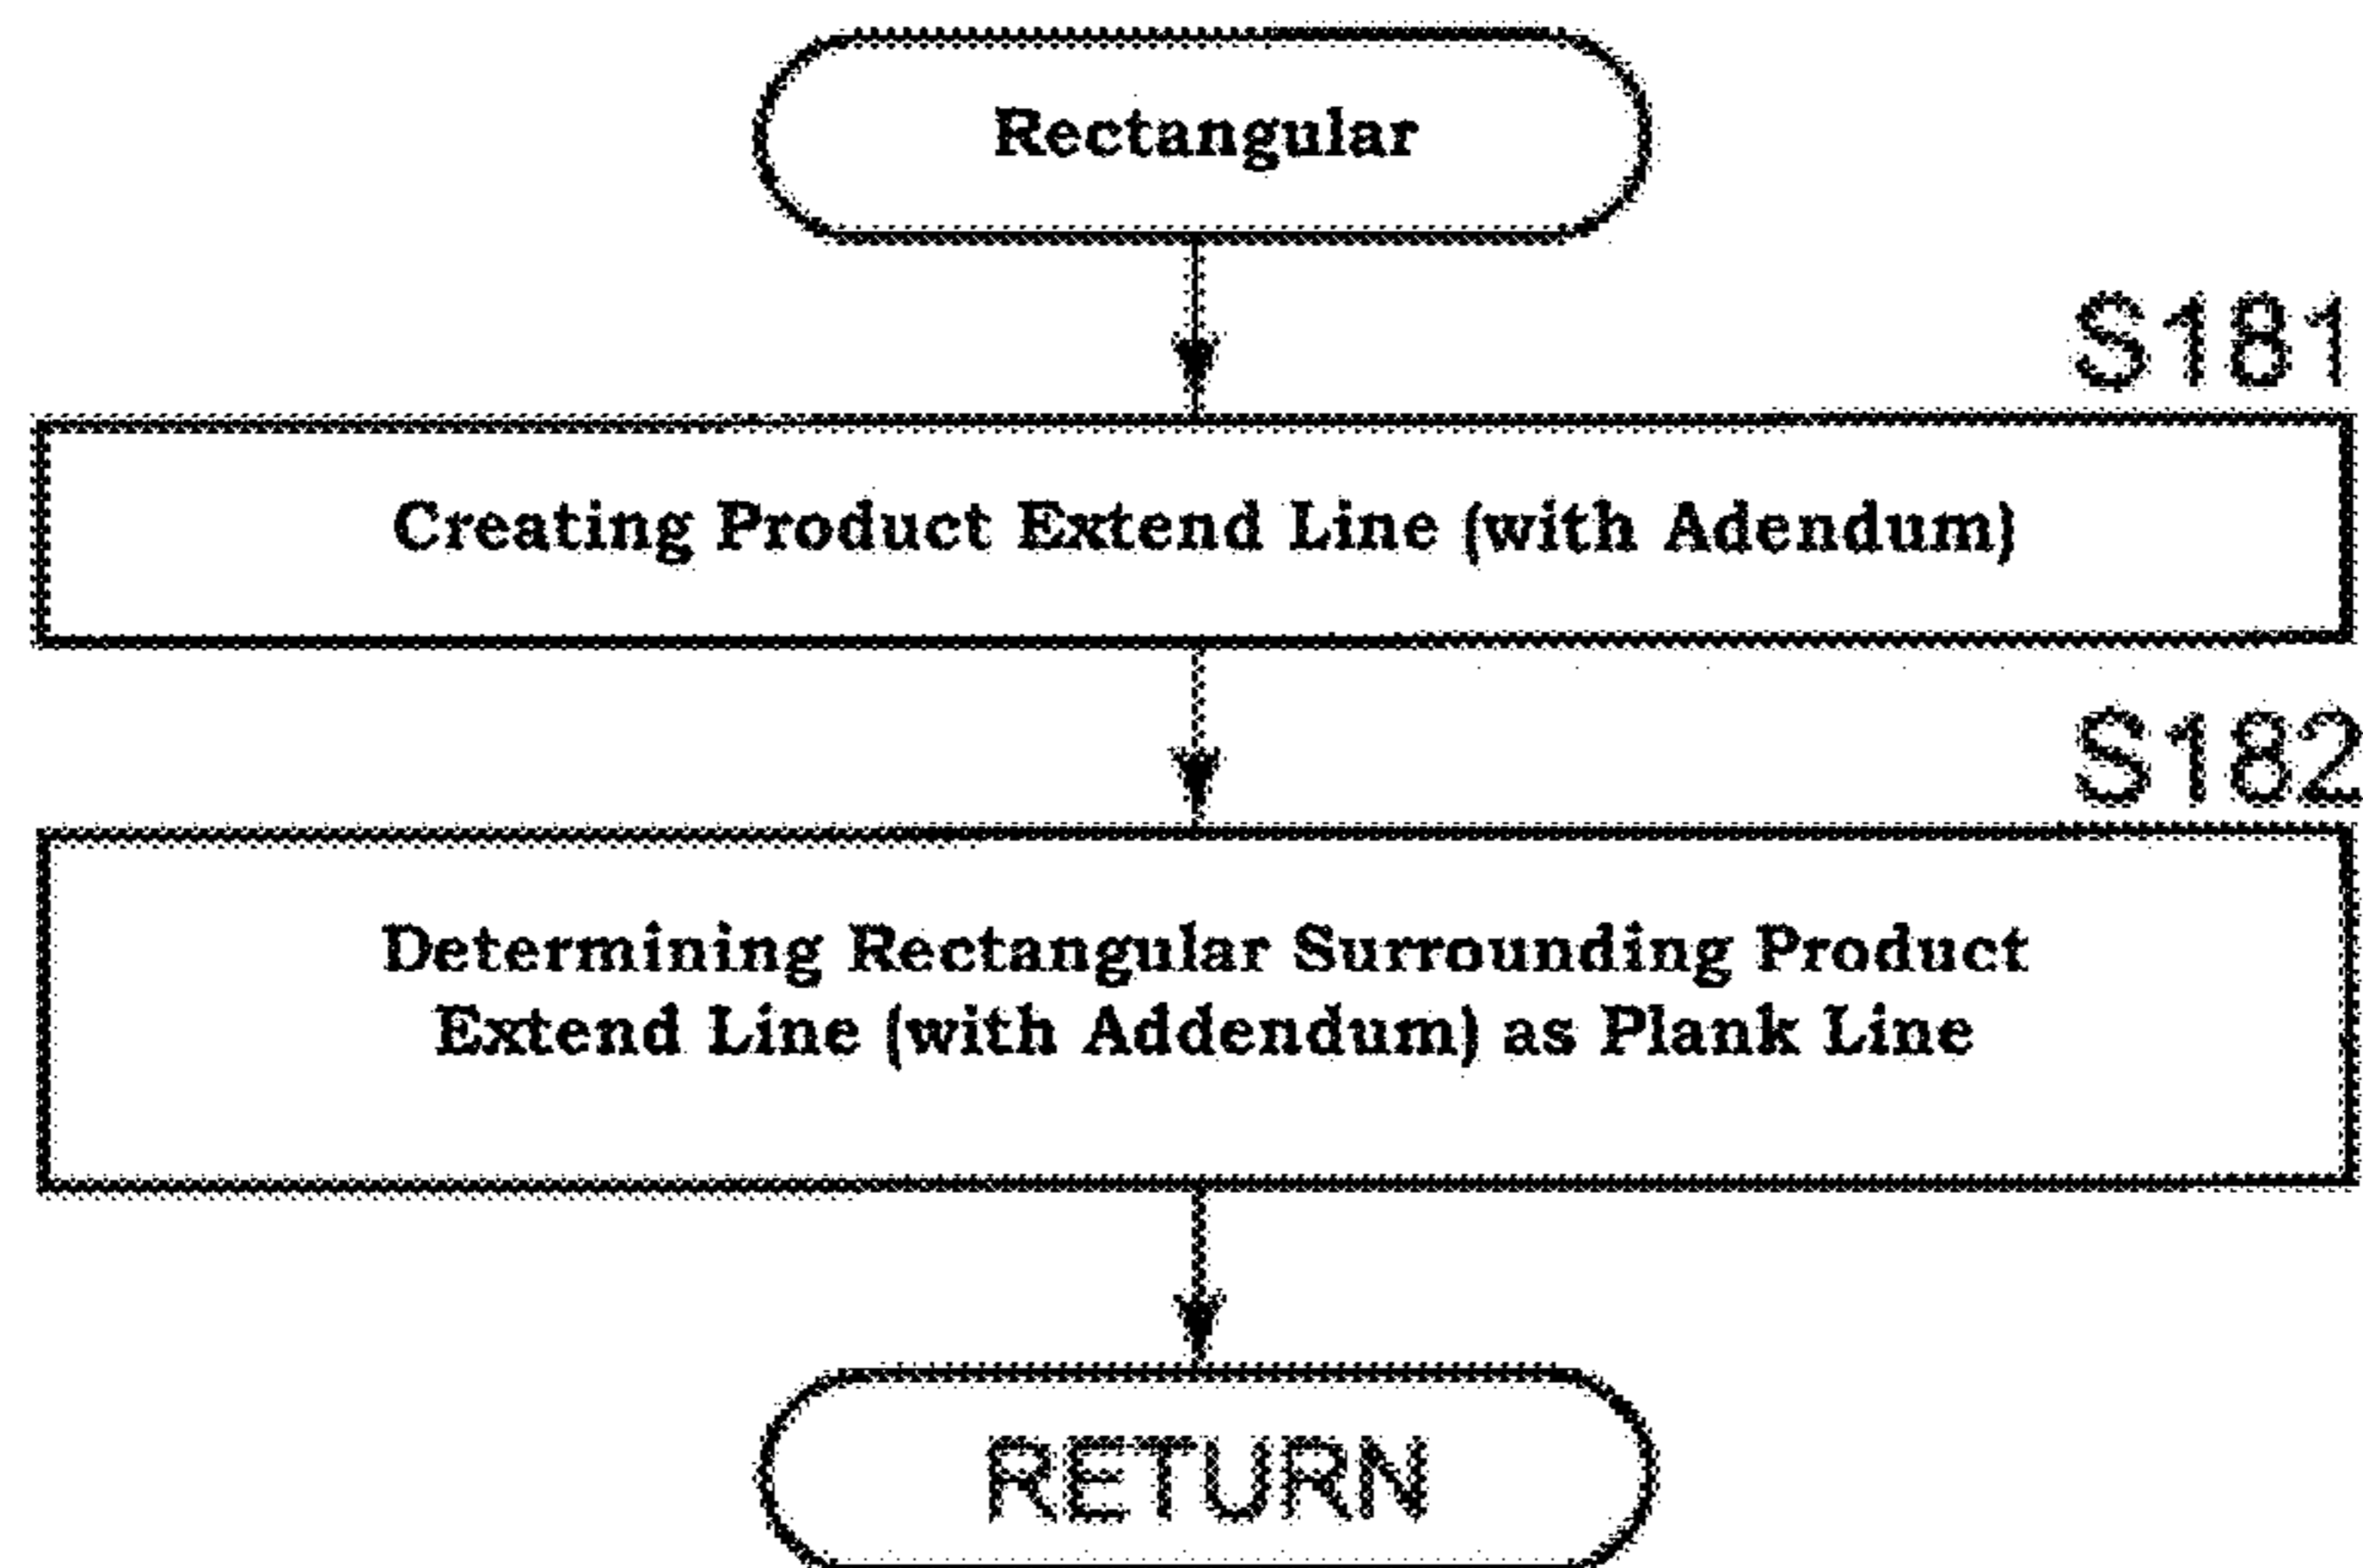 Rectangular
S181
Creating Product Extend Line (with Adendum)
S182
Determining Rectangular Surrounding Product
Extend Line (with Addendum) as Plank Line
RETURN